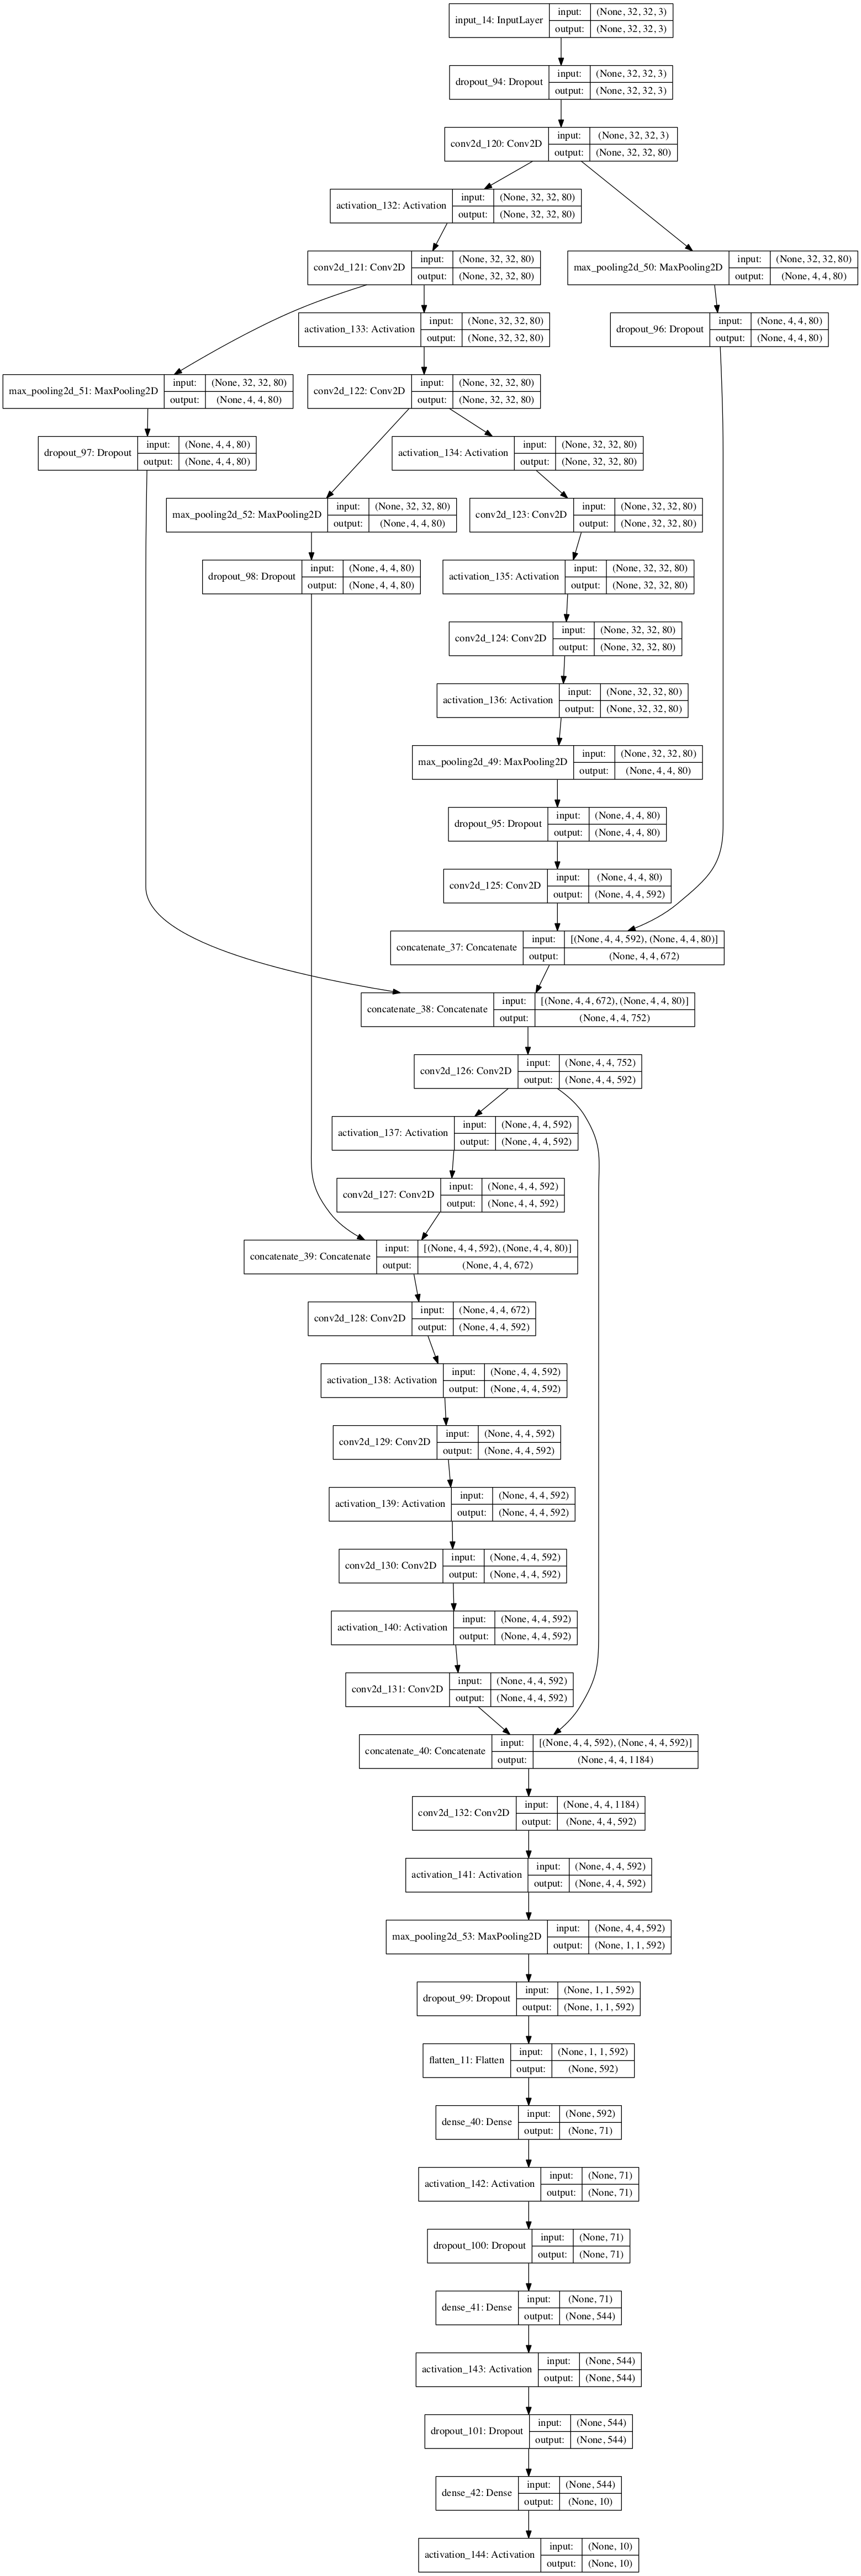 input_14: InputLayer
input: (None, 32, 32, 3)
output: (None, 32, 32, 3)
dropout_94: Dropout
input: (None, 32, 32, 3)
output: (None, 32, 32, 3)
conv2d_120: Conv2D
input: (None, 32, 32, 3)
output: (None, 32, 32, 80)
activation_132: Activation
input: (None, 32, 32, 80)
output: (None, 32, 32, 80)
conv2d_121: Conv2D
input: (None, 32, 32, 80)
output: (None, 32, 32, 80)
max_pooling2d_50: MaxPooling2D
input: (None, 32, 32, 80)
output: (None, 4, 4, 80)
activation_133: Activation
input: (None, 32, 32, 80)
output: (None, 32, 32, 80)
dropout_96: Dropout
input: (None, 4, 4, 80)
output: (None, 4, 4, 80)
max_pooling2d_51: MaxPooling2D
input: (None, 32, 32, 80)
output: (None, 4, 4, 80)
conv2d_122: Conv2D
input: (None, 32, 32, 80)
output: (None, 32, 32, 80)
dropout_97: Dropout
input: (None, 4, 4, 80)
output: (None, 4, 4, 80)
activation_134: Activation
input: (None, 32, 32, 80)
output: (None, 32, 32, 80)
max_pooling2d_52: MaxPooling2D
input: (None, 32, 32, 80)
output: (None, 4, 4, 80)
conv2d_123: Conv2D
input: (None, 32, 32, 80)
output: (None, 32, 32, 80)
dropout_98: Dropout
input: (None, 4, 4, 80)
output: (None, 4, 4, 80)
activation_135: Activation
input: (None, 32, 32, 80)
output: (None, 32, 32, 80)
conv2d_124: Conv2D
input: (None, 32, 32, 80)
output: (None, 32, 32, 80)
activation_136: Activation
input: (None, 32, 32, 80)
output: (None, 32, 32, 80)
max_pooling2d_49: MaxPooling2D
input: (None, 32, 32, 80)
output: (None, 4, 4, 80)
dropout_95: Dropout
input: (None, 4, 4, 80)
output: (None, 4, 4, 80)
conv2d_125: Conv2D
input: (None, 4, 4, 80)
output: (None, 4, 4, 592)
concatenate_37: Concatenate
input: [(None, 4, 4, 592), (None, 4, 4, 80)]
output: (None, 4, 4, 672)
concatenate_38: Concatenate
input: [(None, 4, 4, 672), (None, 4, 4, 80)]
output: (None, 4, 4, 752)
conv2d_126: Conv2D
input: (None, 4, 4, 752)
output: (None, 4, 4, 592)
activation_137: Activation
input: (None, 4, 4, 592)
output: (None, 4, 4, 592)
conv2d_127: Conv2D
input: (None, 4, 4, 592)
output: (None, 4, 4, 592)
concatenate_39: Concatenate
input: [(None, 4, 4, 592), (None, 4, 4, 80)]
output: (None, 4, 4, 672)
conv2d_128: Conv2D
input: (None, 4, 4, 672)
output: (None, 4, 4, 592)
activation_138: Activation
input: (None, 4, 4, 592)
output: (None, 4, 4, 592)
conv2d_129: Conv2D
input: (None, 4, 4, 592)
output: (None, 4, 4, 592)
activation_139: Activation
input: (None, 4, 4, 592)
output: (None, 4, 4, 592)
conv2d_130: Conv2D
input: (None, 4, 4, 592)
output: (None, 4, 4, 592)
activation_140: Activation
input: (None, 4, 4, 592)
output: (None, 4, 4, 592)
conv2d_131: Conv2D
input: (None, 4, 4, 592)
output: (None, 4, 4, 592)
concatenate_40: Concatenate
input: [(None, 4, 4, 592), (None, 4, 4, 592)]
output: (None, 4, 4, 1184)
conv2d_132: Conv2D
input: (None, 4, 4, 1184)
output: (None, 4, 4, 592)
activation_141: Activation
input: (None, 4, 4, 592)
output: (None, 4, 4, 592)
max_pooling2d_53: MaxPooling2D
input: (None, 4, 4, 592)
output: (None, 1, 1, 592)
dropout_99: Dropout
input: (None, 1, 1, 592)
output: (None, 1, 1, 592)
flatten_11: Flatten
input: (None, 1, 1, 592)
output: (None, 592)
dense_40: Dense
input: (None, 592)
output: (None, 71)
activation_142: Activation
input: (None, 71)
output: (None, 71)
dropout_100: Dropout
input: (None, 71)
output: (None, 71)
dense_41: Dense
input: (None, 71)
output: (None, 544)
activation_143: Activation
input: (None, 544)
output: (None, 544)
dropout_101: Dropout
input: (None, 544)
output: (None, 544)
dense_42: Dense
input: (None, 544)
output: (None, 10)
activation_144: Activation
input: (None, 10)
output: (None, 10)